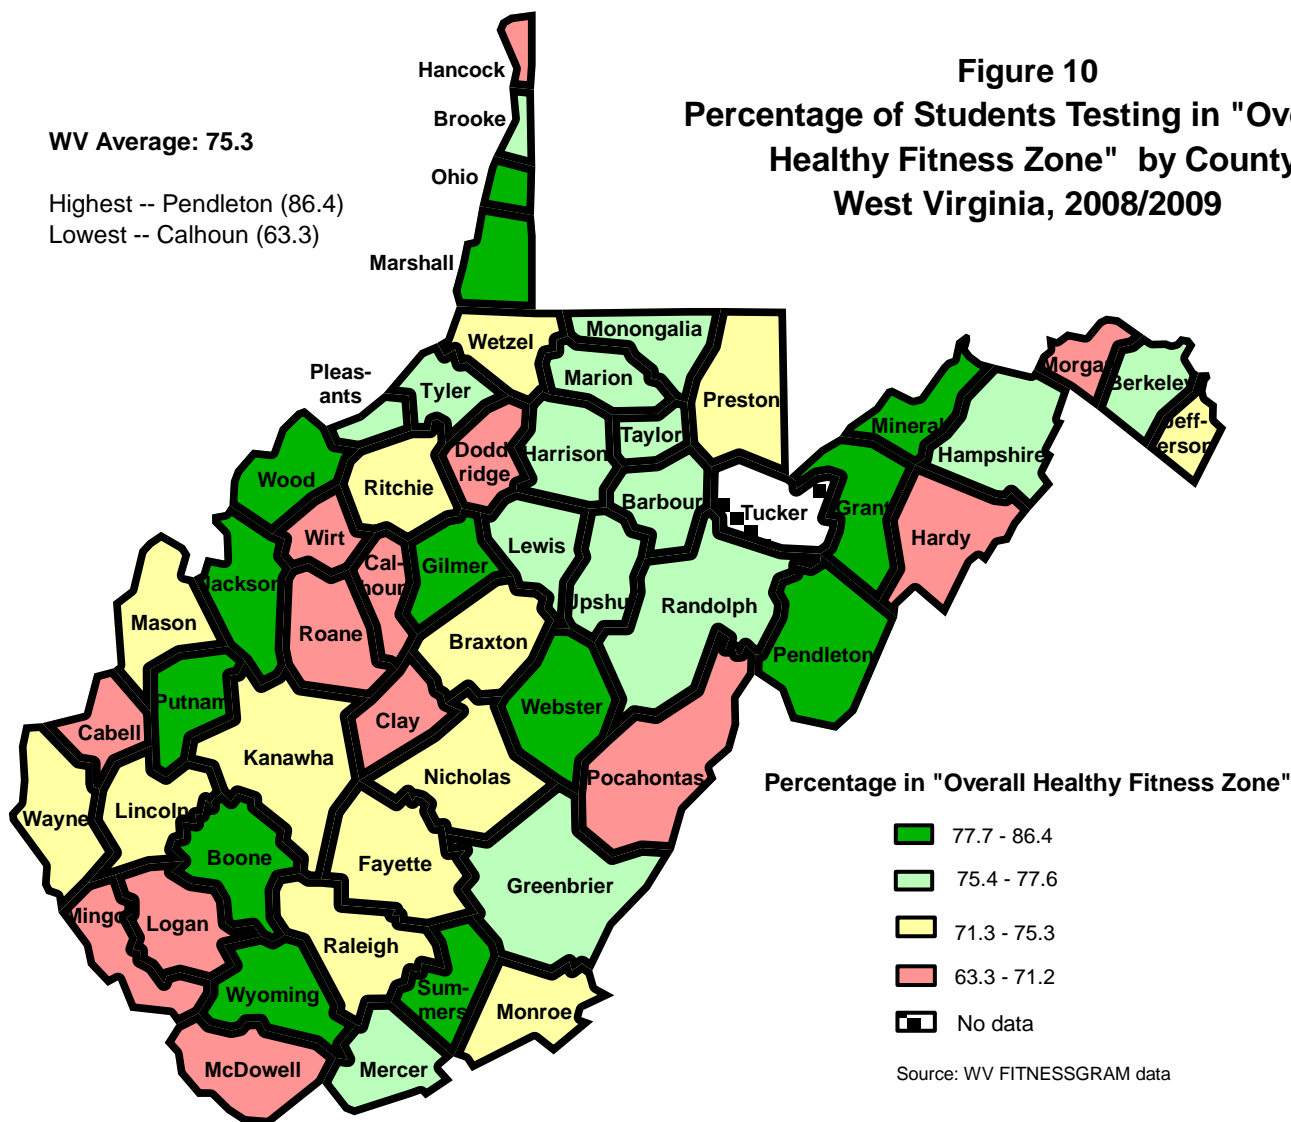 Figure 10
Percentage of Students Testing in "Ov
Healthy Fitness Zone" by County
West Virginia, 2008/2009
WV Average: 75.3
Highest -- Pendleton (86.4)
Lowest -- Calhoun (63.3)
Hancock
Brooke
Ohio
Marshall
Wetzel
Monongalia
Pleas-
ants
Tyler
Marion
Preston
Morga
Berkeley
Jeff-
erson
Mineral
Hampshire
Wood
Ritchie
Dodd
ridge
Harrison
Taylor
Barbour
Tucker
Grant
Hardy
Wirt
Cal-
houn
Gilmer
Lewis
Upshu
Randolph
Jackson
Mason
Roane
Braxton
Pendleton
Putnam
Cabell
Clay
Webster
Kanawha
Nicholas
Pocahontas
Wayne
Lincoln
Boone
Fayette
Greenbrier
Mingo
Logan
Raleigh
Wyoming
Sum-
mers
Monroe
McDowell
Mercer
Percentage in "Overall Healthy Fitness Zone"
77.7 - 86.4
75.4 - 77.6
71.3 - 75.3
63.3 - 71.2
No data
Source: WV FITNESSGRAM data